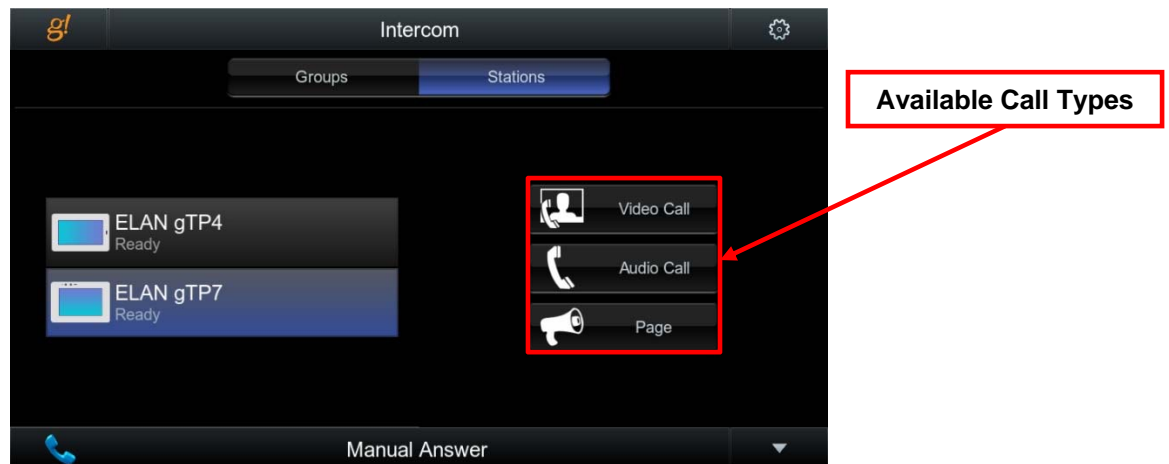 g!
Intercom
Groups
Stations
Available Call Types
ELAN gTP4
Ready
ELAN gTP7
Ready
Video Call
Audio Call
Page
Manual Answer